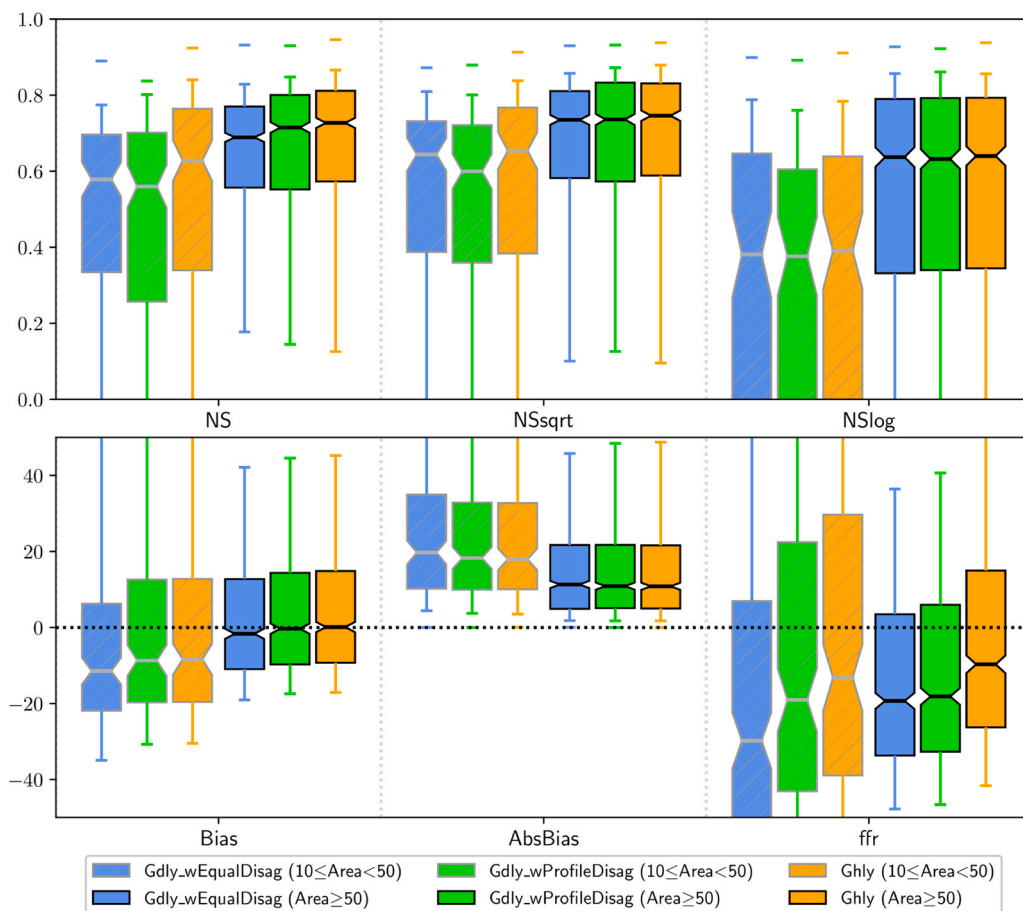 1.0
0.8
0.6
0.4
0.2
0.0
NS NSsqrt NSlog
40
20
0
−20
−40
Bias AbsBias ffr
Gdly_wEqualDisag (10≤Area<50) Gdly_wProfileDisag (10≤Area<50) Ghly (10≤Area<50)
Gdly_wEqualDisag (Area≥50) Gdly_wProfileDisag (Area≥50) Ghly (Area≥50)